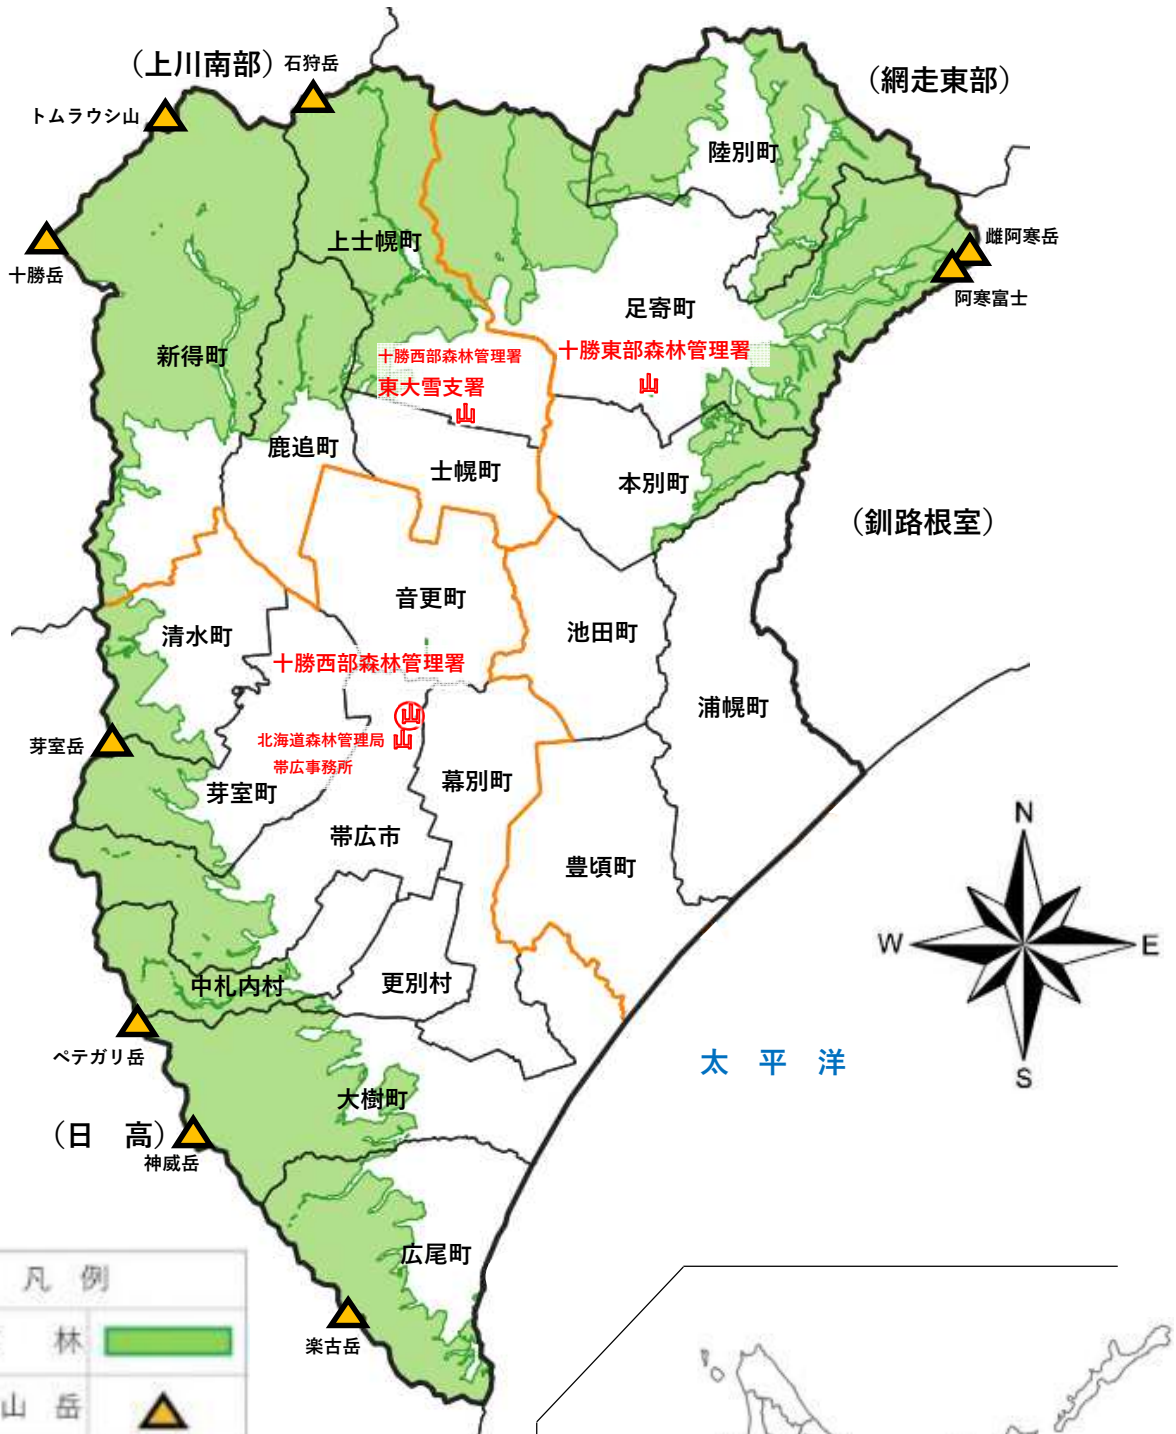 (上川南部)
石狩岳
(網走東部)
トムラウシ山
陸別町
上士幌町
雌阿寒岳
十勝岳
阿寒富士
足寄町
新得町
十勝西部森林管理署
東大雪支署
十勝東部森林管理署
鹿追町
士幌町
本別町
(釧路根室)
音更町
清水町
池田町
十勝西部森林管理署
浦幌町
芽室岳
北海道森林管理局
帯広事務所
幕別町
芽室町
帯広市
豊頃町
N
W
E
S
中札内村
更別村
ペテガリ岳
太 平 洋
大樹町
(日 高)
神威岳
広尾町
楽古岳
凡 例
林
山 岳